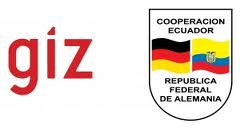 giz
COOPERACION
ECUADOR
REPUBLICA
FEDERAL
DE ALEMANIA